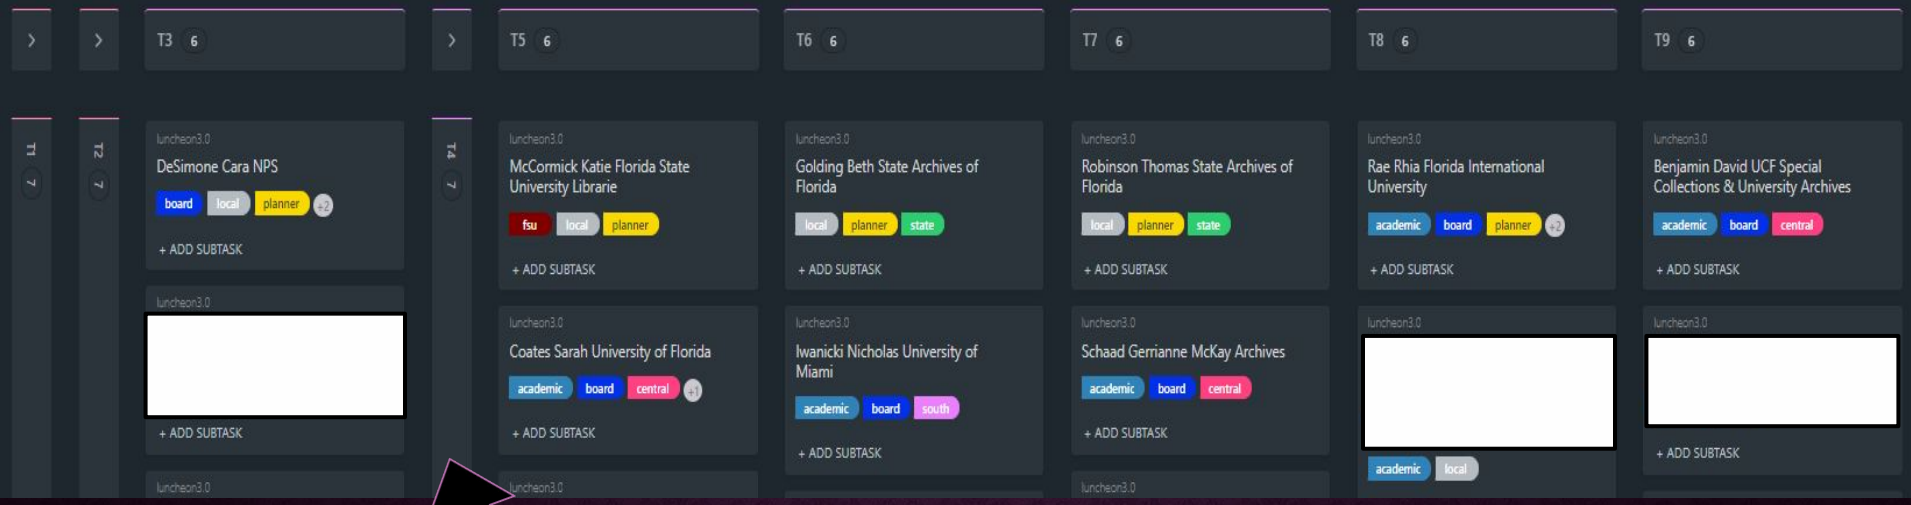 T3 6
T5 6
T6 6
T7 6
T8 6
T9 6
T1 7
T2 7
luncheon3.0
DeSimone Cara NPS
board local planner +2
+ ADD SUBTASK
luncheon3.0
+ ADD SUBTASK
luncheon3.0
T4 7
luncheon3.0
McCormick Katie Florida State
University Librarie
fsu local planner
+ ADD SUBTASK
luncheon3.0
Coates Sarah University of Florida
academic board central +1
+ ADD SUBTASK
luncheon3.0
luncheon3.0
Golding Beth State Archives of
Florida
local planner state
+ ADD SUBTASK
luncheon3.0
Iwanicki Nicholas University of
Miami
academic board south
+ ADD SUBTASK
luncheon3.0
Robinson Thomas State Archives of
Florida
local planner state
+ ADD SUBTASK
luncheon3.0
Schaad Gerrianne McKay Archives
academic board central
+ ADD SUBTASK
luncheon3.0
luncheon3.0
Rae Rhia Florida International
University
academic board planner +2
+ ADD SUBTASK
luncheon3.0
academic local
luncheon3.0
Benjamin David UCF Special
Collections & University Archives
academic board central
+ ADD SUBTASK
luncheon3.0
+ ADD SUBTASK